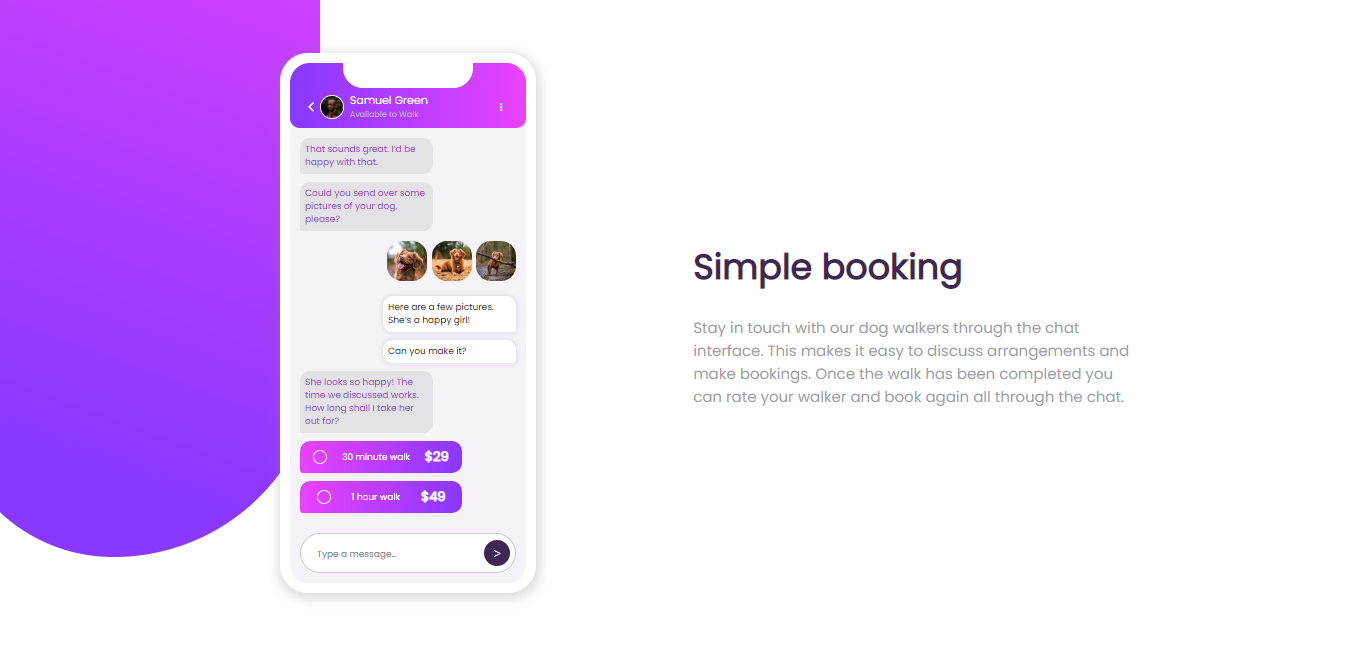 Samuel Green
Available to Walk
That sounds great. I'd be
happy with that.
Could you send over some
pictures of your dog,
please?
Here are a few pictures.
She's a happy girl!
Can you make it?
She looks so happy! The
time we discussed works.
How long shall I take her
out for?
30 minute walk $29
1 hour walk $49
Type a message...
>
Simple booking
Stay in touch with our dog walkers through the chat
interface. This makes it easy to discuss arrangements and
make bookings. Once the walk has been completed you
can rate your walker and book again all through the chat.